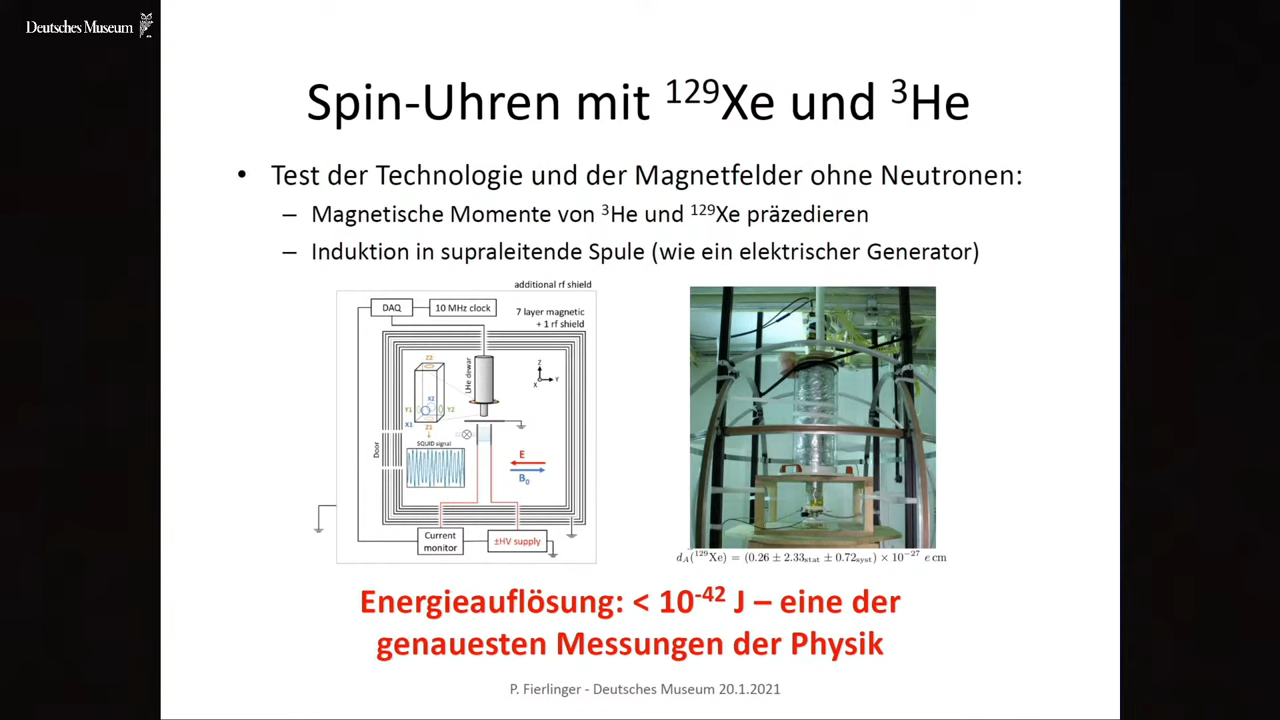 Deutsches Museum
Spin-Uhren mit ¹²⁹Xe und ³He
• Test der Technologie und der Magnetfelder ohne Neutronen:
– Magnetische Momente von ³He und ¹²⁹Xe präzedieren
– Induktion in supraleitende Spule (wie ein elektrischer Generator)
additional rf shield
DAQ
10 MHz clock
7 layer magnetic
+ 1 rf shield
Z2
LHe dewar
Z
X
Y
X2
Y1
Y2
X1
Z1
SQUID signal
Door
E
B₀
Current
monitor
±HV supply
d_A(¹²⁹Xe) = (0.26 ± 2.33stat ± 0.72syst) × 10⁻²⁷ e cm
Energieauflösung: < 10⁻⁴² J – eine der
genauesten Messungen der Physik
P. Fierlinger - Deutsches Museum 20.1.2021